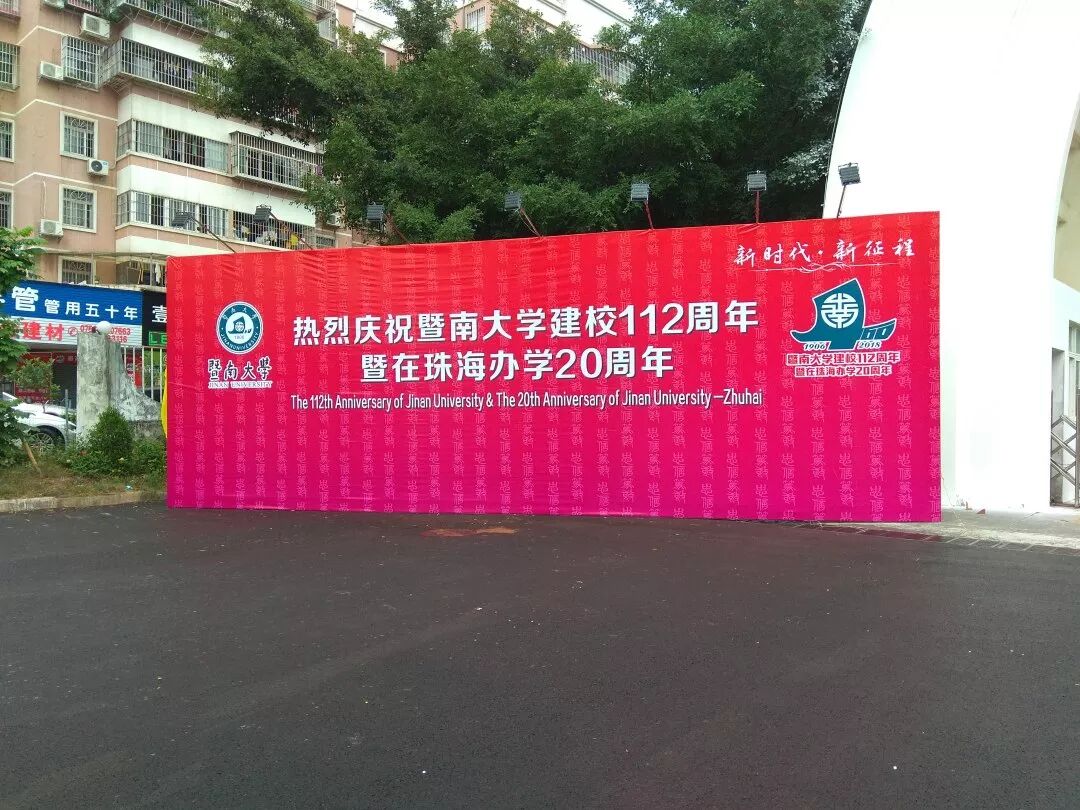 新时代·新征程
暨南大学
JINAN UNIVERSITY
热烈庆祝暨南大学建校112周年
暨在珠海办学20周年
The 112th Anniversary of Jinan University & The 20th Anniversary of Jinan University—Zhuhai
1906 2018
暨南大学建校112周年
暨在珠海办学20周年
管 管用五十年
建材
忠信笃敬